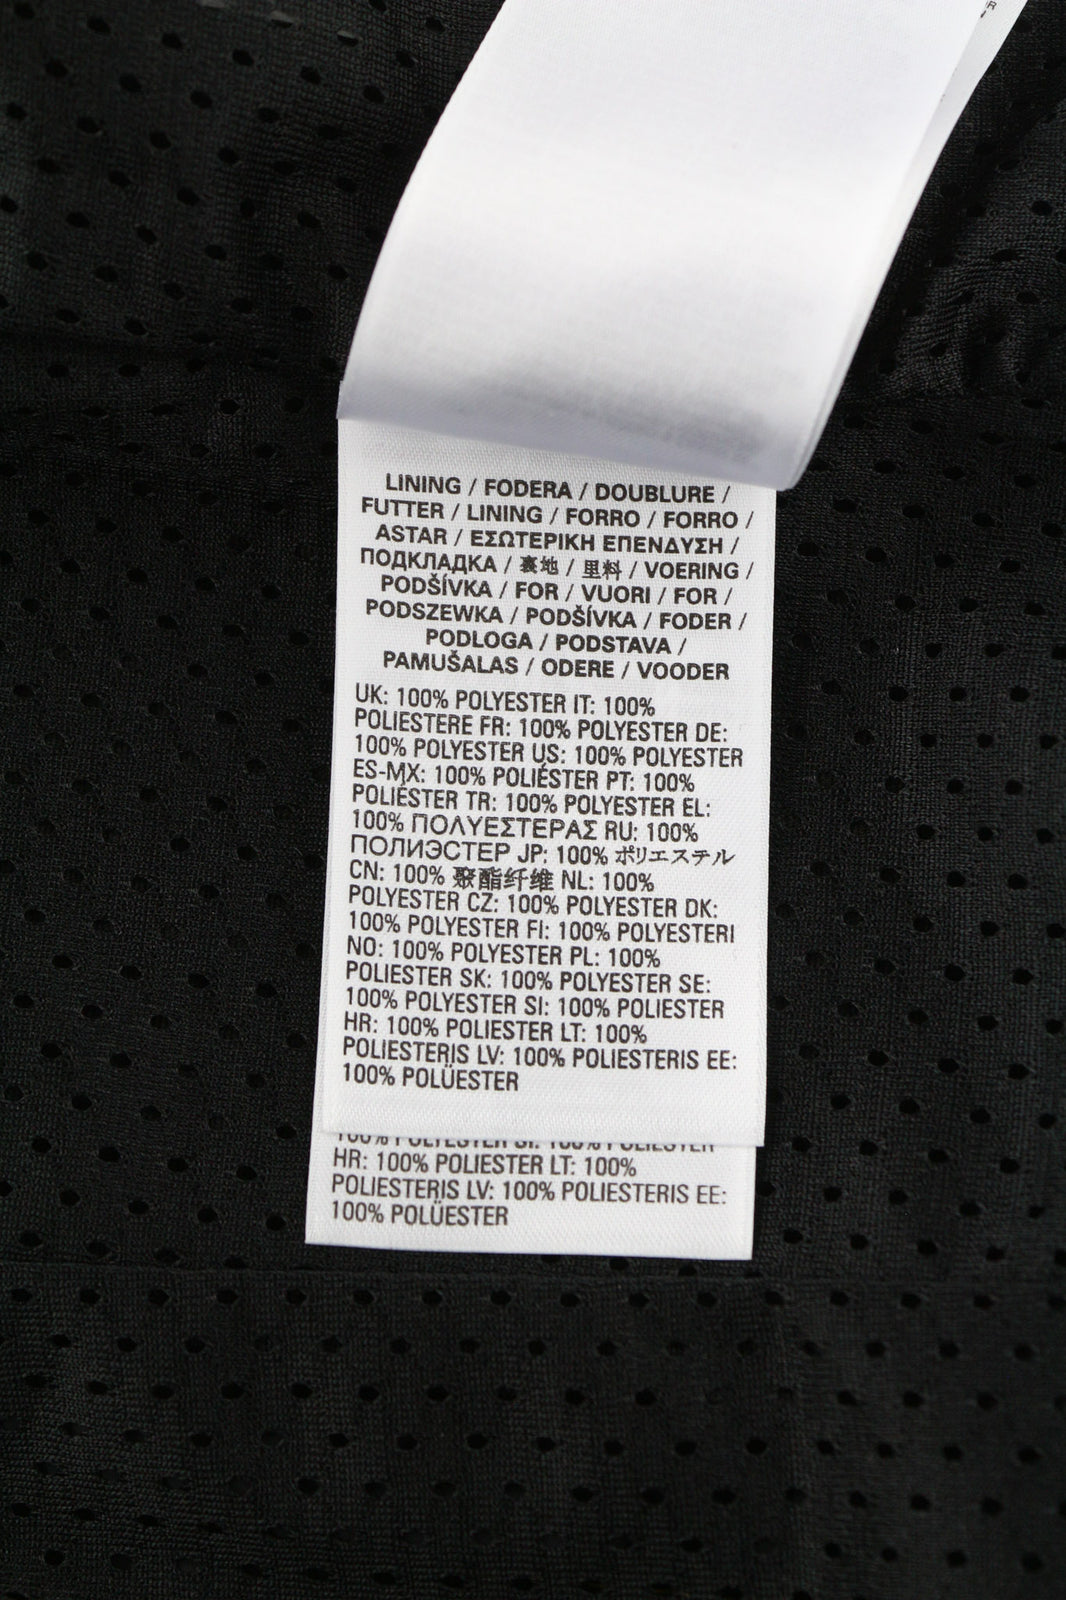 LINING / FODERA / DOUBLURE /
FUTTER / LINING / FORRO / FORRO /
ASTAR / ΕΣΩΤΕΡΙΚΗ ΕΠΕΝΔΥΣΗ /
ПОДКЛАДКА / 裏地 / 里料 / VOERING /
PODŠÍVKA / FOR / VUORI / FOR /
PODSZEWKA / PODŠÍVKA / FODER /
PODLOGA / PODSTAVA /
PAMUŠALAS / ODERE / VOODER
UK: 100% POLYESTER IT: 100%
POLIESTERE FR: 100% POLYESTER DE:
100% POLYESTER US: 100% POLYESTER
ES-MX: 100% POLIÉSTER PT: 100%
POLIÉSTER TR: 100% POLYESTER EL:
100% ΠΟΛΥΕΣΤΕΡΑΣ RU: 100%
ПОЛИЭСТЕР JP: 100% ポリエステル
CN: 100% 聚酯纤维 NL: 100%
POLYESTER CZ: 100% POLYESTER DK:
100% POLYESTER FI: 100% POLYESTERI
NO: 100% POLYESTER PL: 100%
POLIESTER SK: 100% POLYESTER SE:
100% POLYESTER SI: 100% POLIESTER
HR: 100% POLIESTER LT: 100%
POLIESTERIS LV: 100% POLIESTERIS EE:
100% POLÜESTER
100% POLYESTER SI: 100% POLIESTER
HR: 100% POLIESTER LT: 100%
POLIESTERIS LV: 100% POLIESTERIS EE:
100% POLÜESTER